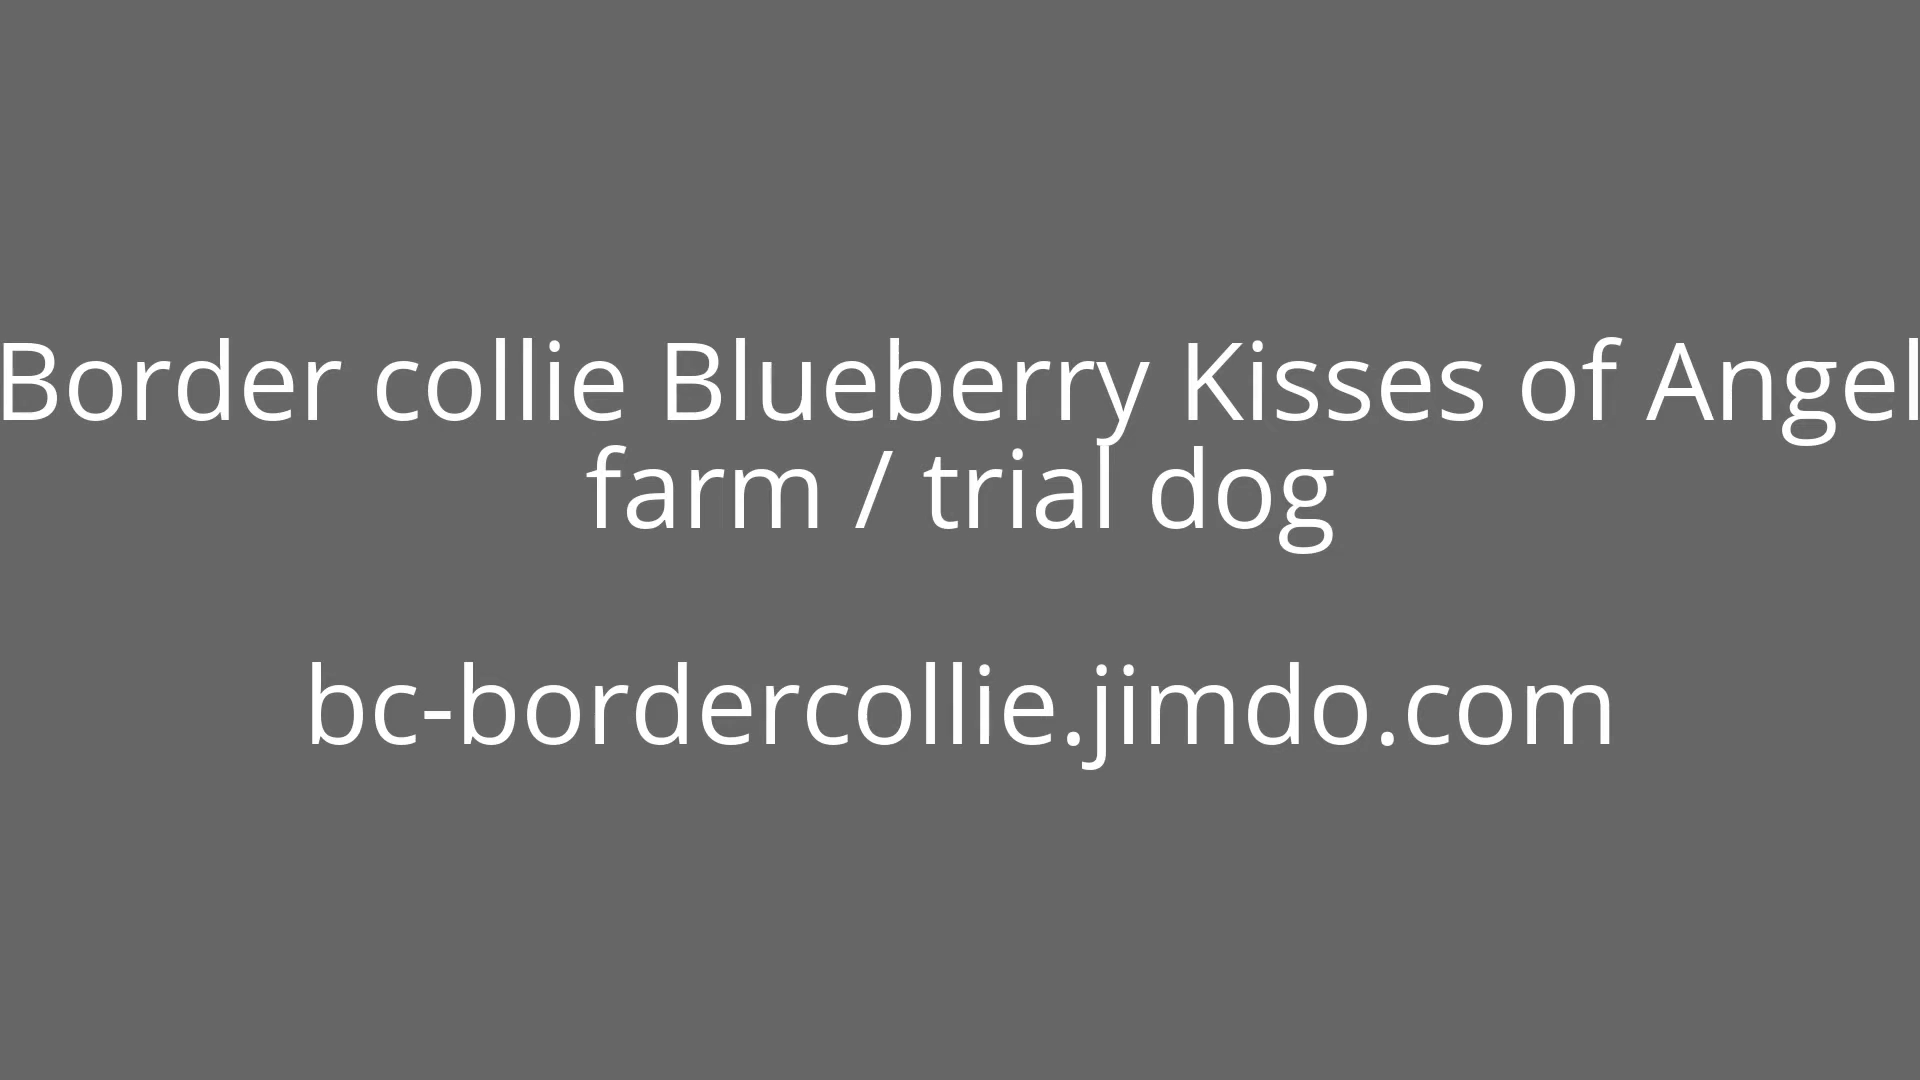 Border collie Blueberry Kisses of Angel
farm / trial dog
bc-bordercollie.jimdo.com